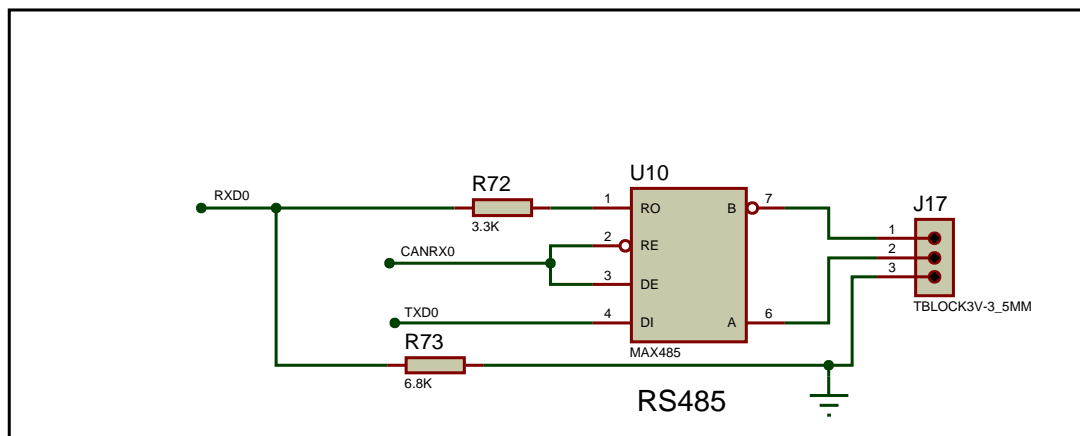 U10
R72
RXD0
1
RO
B
7
J17
3.3K
1
2
RE
2
CANRX0
3
3
DE
TBLOCK3V-3_5MM
TXD0
4
DI
A
6
R73
MAX485
6.8K
RS485